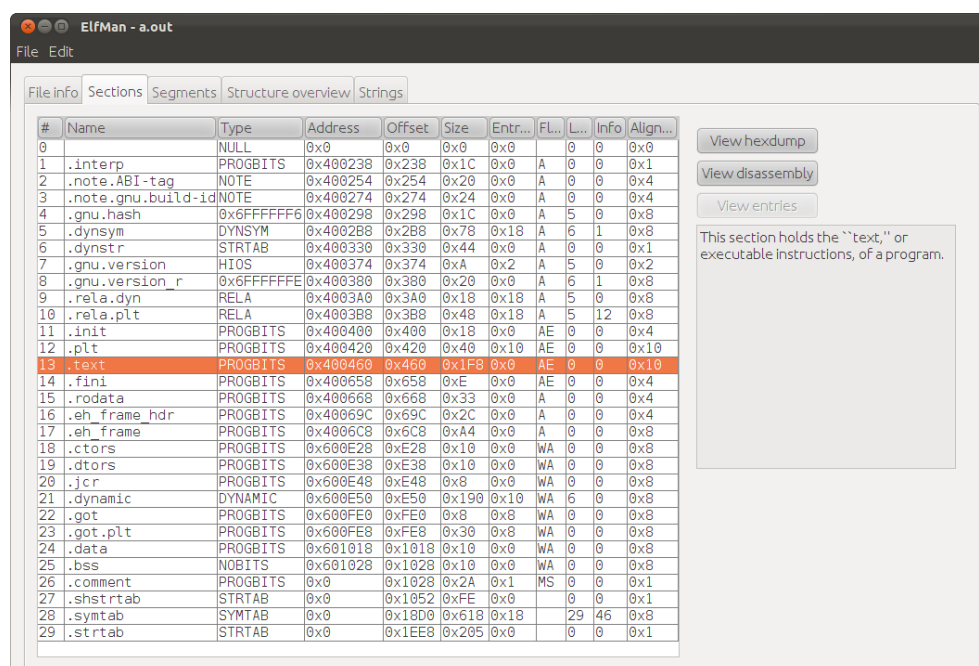 ElfMan - a.out
File Edit
File info Sections Segments Structure overview Strings
# Name Type Address Offset Size Entr... Fl... L... Info Align...
0 NULL 0x0 0x0 0x0 0x0 0 0 0x0
1 .interp PROGBITS 0x400238 0x238 0x1C 0x0 A 0 0 0x1
2 .note.ABI-tag NOTE 0x400254 0x254 0x20 0x0 A 0 0 0x4
3 .note.gnu.build-id NOTE 0x400274 0x274 0x24 0x0 A 0 0 0x4
4 .gnu.hash 0x6FFFFFF6 0x400298 0x298 0x1C 0x0 A 5 0 0x8
5 .dynsym DYNSYM 0x4002B8 0x2B8 0x78 0x18 A 6 1 0x8
6 .dynstr STRTAB 0x400330 0x330 0x44 0x0 A 0 0 0x1
7 .gnu.version HIOS 0x400374 0x374 0xA 0x2 A 5 0 0x2
8 .gnu.version_r 0x6FFFFFFE 0x400380 0x380 0x20 0x0 A 6 1 0x8
9 .rela.dyn RELA 0x4003A0 0x3A0 0x18 0x18 A 5 0 0x8
10 .rela.plt RELA 0x4003B8 0x3B8 0x48 0x18 A 5 12 0x8
11 .init PROGBITS 0x400400 0x400 0x18 0x0 AE 0 0 0x4
12 .plt PROGBITS 0x400420 0x420 0x40 0x10 AE 0 0 0x10
13 .text PROGBITS 0x400460 0x460 0x1F8 0x0 AE 0 0 0x10
14 .fini PROGBITS 0x400658 0x658 0xE 0x0 AE 0 0 0x4
15 .rodata PROGBITS 0x400668 0x668 0x33 0x0 A 0 0 0x4
16 .eh_frame_hdr PROGBITS 0x40069C 0x69C 0x2C 0x0 A 0 0 0x4
17 .eh_frame PROGBITS 0x4006C8 0x6C8 0xA4 0x0 A 0 0 0x8
18 .ctors PROGBITS 0x600E28 0xE28 0x10 0x0 WA 0 0 0x8
19 .dtors PROGBITS 0x600E38 0xE38 0x10 0x0 WA 0 0 0x8
20 .jcr PROGBITS 0x600E48 0xE48 0x8 0x0 WA 0 0 0x8
21 .dynamic DYNAMIC 0x600E50 0xE50 0x190 0x10 WA 6 0 0x8
22 .got PROGBITS 0x600FE0 0xFE0 0x8 0x8 WA 0 0 0x8
23 .got.plt PROGBITS 0x600FE8 0xFE8 0x30 0x8 WA 0 0 0x8
24 .data PROGBITS 0x601018 0x1018 0x10 0x0 WA 0 0 0x8
25 .bss NOBITS 0x601028 0x1028 0x10 0x0 WA 0 0 0x8
26 .comment PROGBITS 0x0 0x1028 0x2A 0x1 MS 0 0 0x1
27 .shstrtab STRTAB 0x0 0x1052 0xFE 0x0 0 0 0x1
28 .symtab SYMTAB 0x0 0x18D0 0x618 0x18 29 46 0x8
29 .strtab STRTAB 0x0 0x1EE8 0x205 0x0 0 0 0x1
View hexdump
View disassembly
View entries
This section holds the ``text,'' or
executable instructions, of a program.